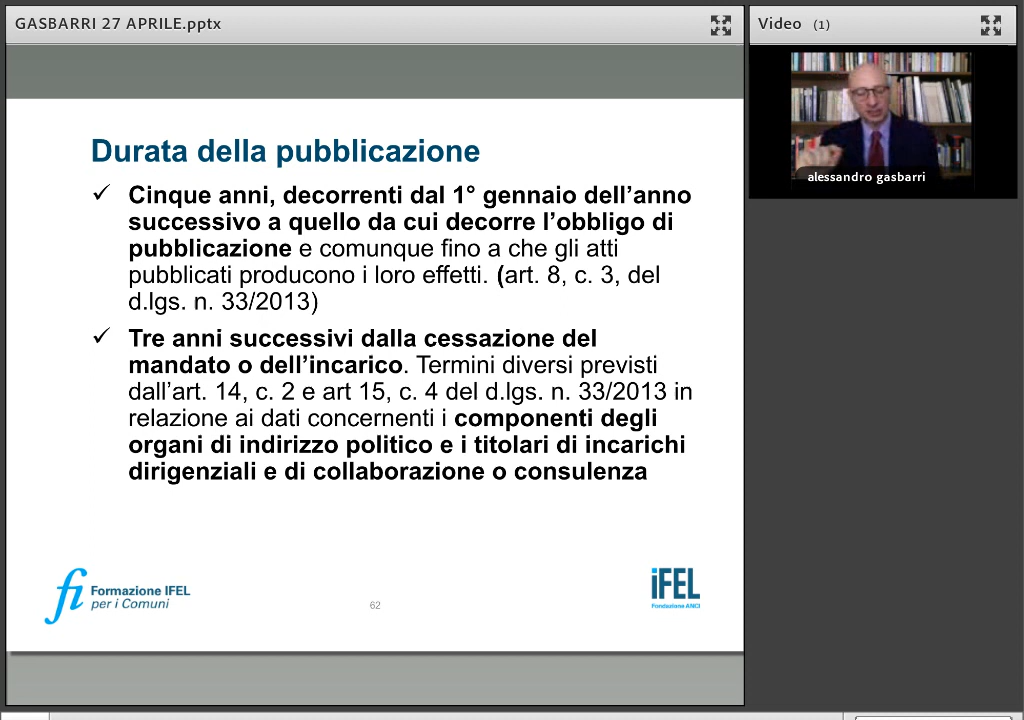 GASBARRI 27 APRILE.pptx
Video (1)
alessandro gasbarri
Durata della pubblicazione
✓ Cinque anni, decorrenti dal 1° gennaio dell’anno
successivo a quello da cui decorre l’obbligo di
pubblicazione e comunque fino a che gli atti
pubblicati producono i loro effetti. (art. 8, c. 3, del
d.lgs. n. 33/2013)
✓ Tre anni successivi dalla cessazione del
mandato o dell’incarico. Termini diversi previsti
dall’art. 14, c. 2 e art 15, c. 4 del d.lgs. n. 33/2013 in
relazione ai dati concernenti i componenti degli
organi di indirizzo politico e i titolari di incarichi
dirigenziali e di collaborazione o consulenza
fi Formazione IFEL
per i Comuni
62
iFEL
Fondazione ANCI